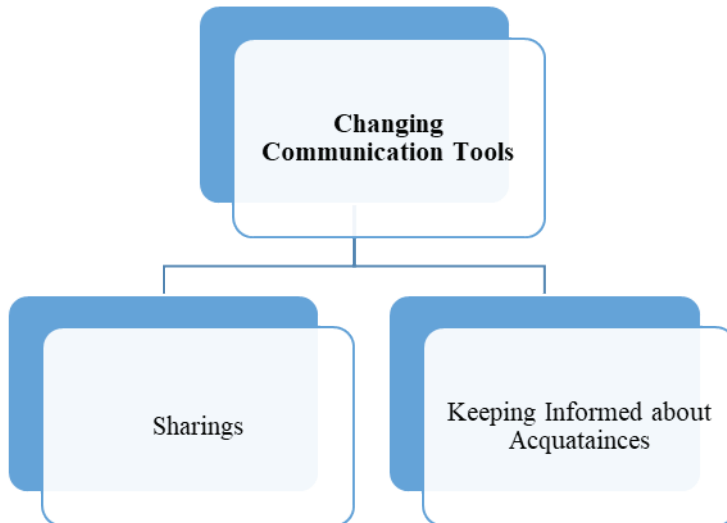 Changing
Communication Tools
Sharings
Keeping Informed about
Acquatainces